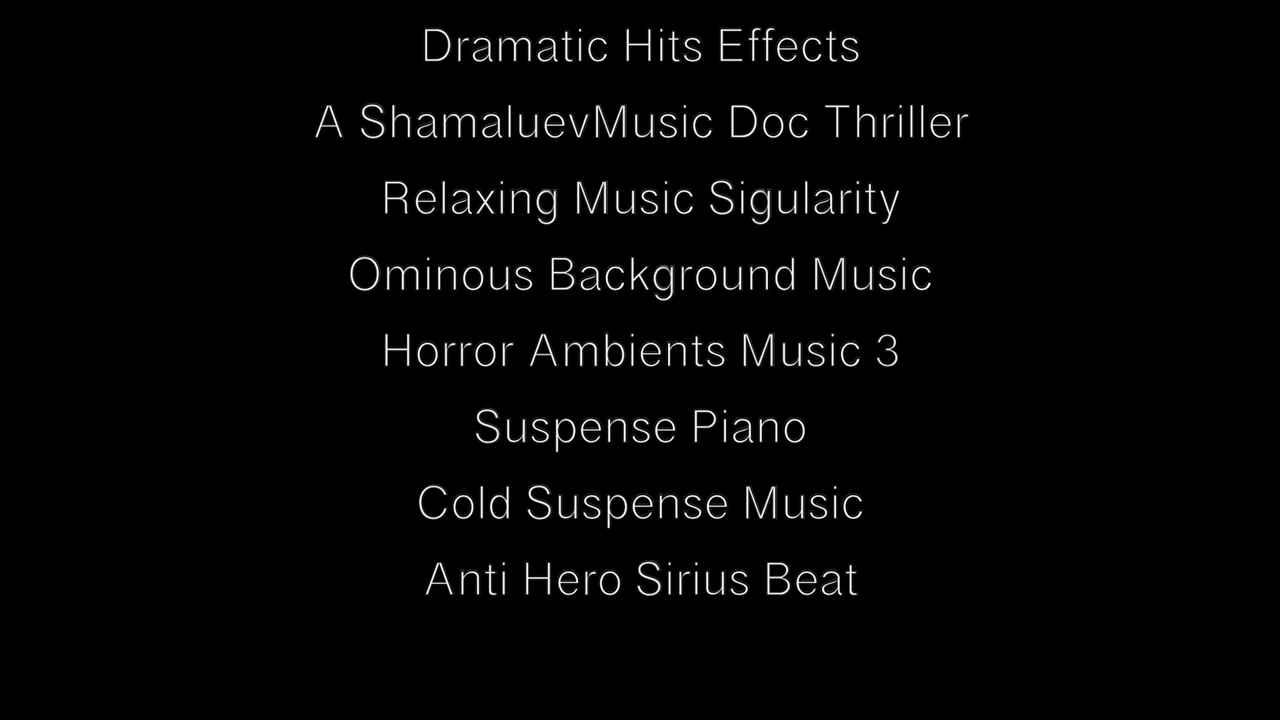 Dramatic Hits Effects
A ShamaluevMusic Doc Thriller
Relaxing Music Sigularity
Ominous Background Music
Horror Ambients Music 3
Suspense Piano
Cold Suspense Music
Anti Hero Sirius Beat